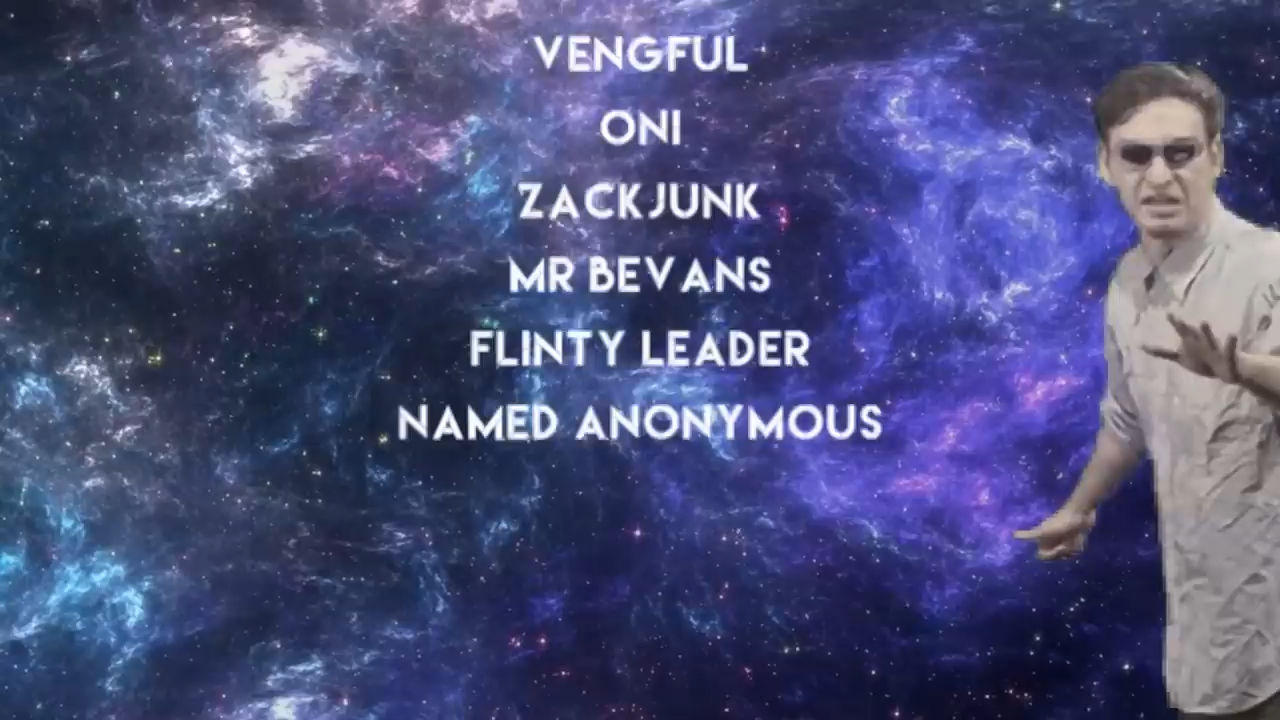 VENGFUL
ONI
ZACKJUNK
MR BEVANS
FLINTY LEADER
NAMED ANONYMOUS